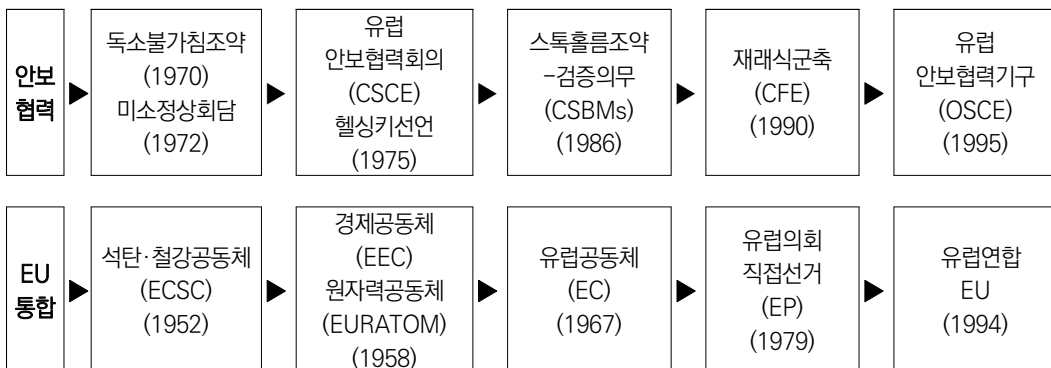 안보
협력
독소불가침조약
(1970)
미소정상회담
(1972)
유럽
안보협력회의
(CSCE)
헬싱키선언
(1975)
스톡홀름조약
-검증의무
(CSBMs)
(1986)
재래식군축
(CFE)
(1990)
유럽
안보협력기구
(OSCE)
(1995)
EU
통합
석탄·철강공동체
(ECSC)
(1952)
경제공동체
(EEC)
원자력공동체
(EURATOM)
(1958)
유럽공동체
(EC)
(1967)
유럽의회
직접선거
(EP)
(1979)
유럽연합
EU
(1994)